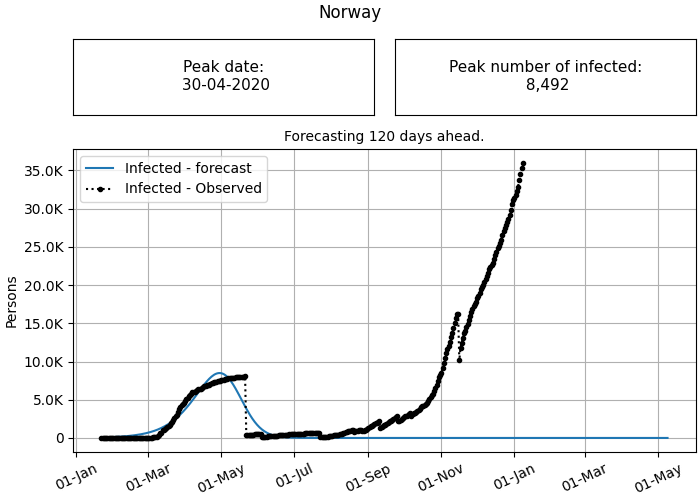 Norway
Peak date:
30-04-2020
Peak number of infected:
8,492
Forecasting 120 days ahead.
Infected - forecast
Infected - Observed
Persons
35.0K
30.0K
25.0K
20.0K
15.0K
10.0K
5.0K
0
01-Jan
01-Mar
01-May
01-Jul
01-Sep
01-Nov
01-Jan
01-Mar
01-May